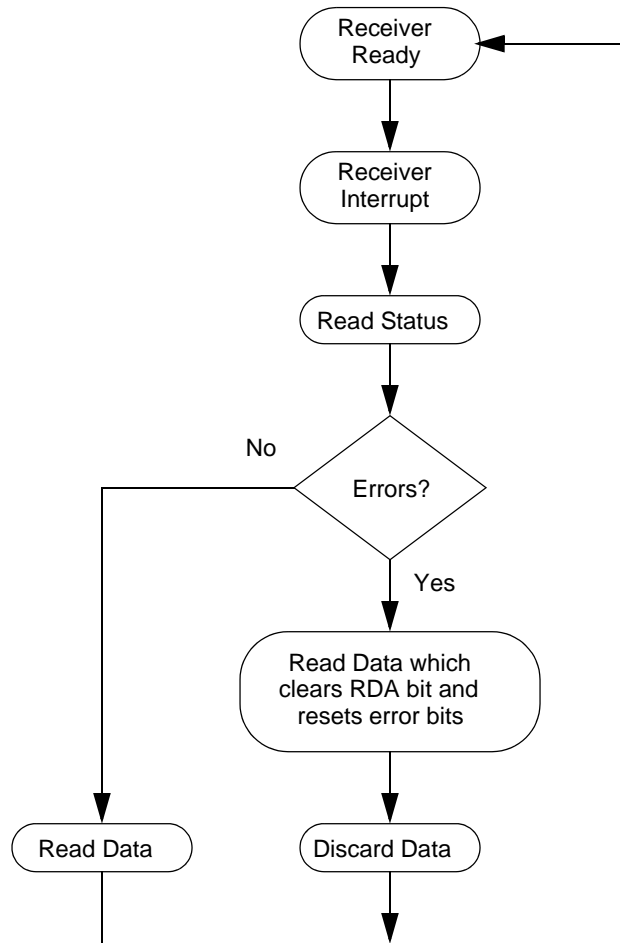 Receiver
Ready
Receiver
Interrupt
Read Status
No
Errors?
Yes
Read Data which
clears RDA bit and
resets error bits
Read Data
Discard Data